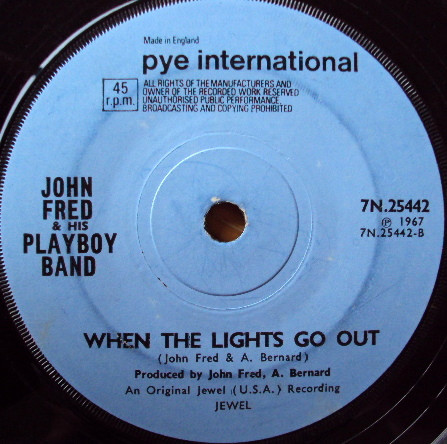 Made in England
pye international
45
r.p.m.
ALL RIGHTS OF THE MANUFACTURERS AND
OWNER OF THE RECORDED WORK RESERVED
UNAUTHORISED PUBLIC PERFORMANCE,
BROADCASTING AND COPYING PROHIBITED
JOHN
FRED
& HIS
PLAYBOY
BAND
7N.25442
℗ 1967
7N.25442-B
WHEN THE LIGHTS GO OUT
(John Fred & A. Bernard)
Produced by John Fred, A. Bernard
An Original Jewel (U.S.A.) Recording
JEWEL